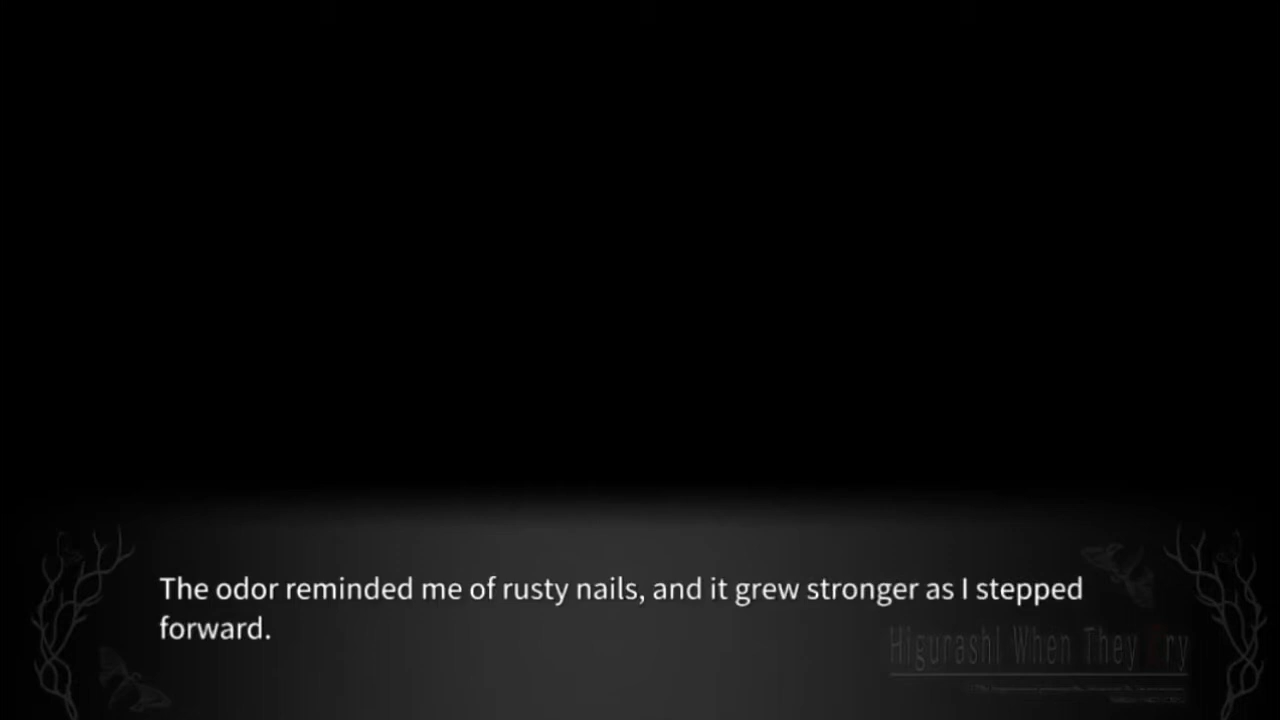 The odor reminded me of rusty nails, and it grew stronger as I stepped
forward.
Higurashi When They Cry